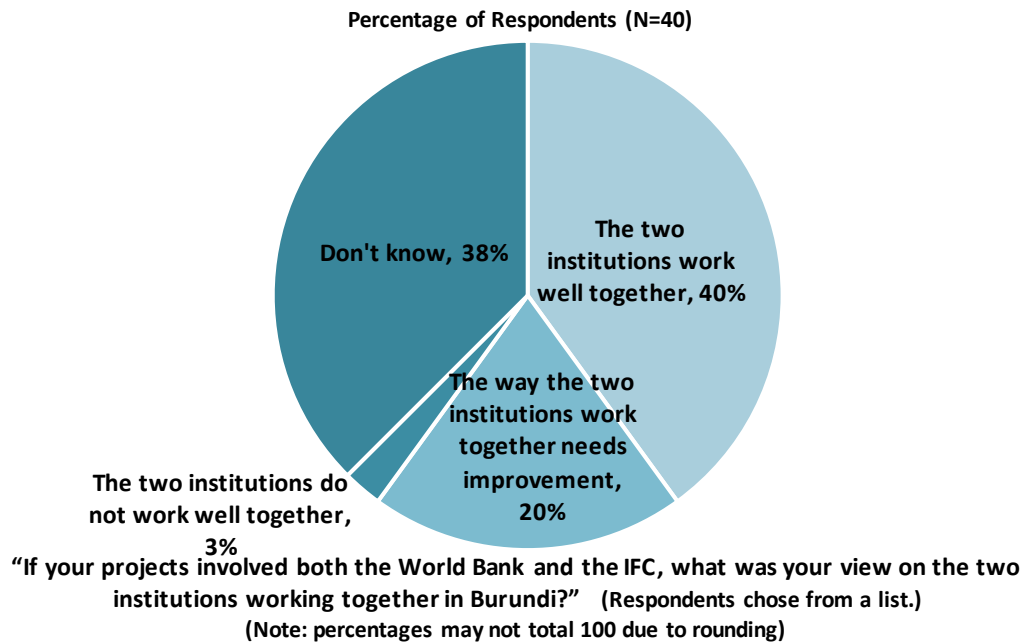 Percentage of Respondents (N=40)
Don't know, 38%
The two
institutions work
well together, 40%
The way the two
institutions work
together needs
improvement,
20%
The two institutions do
not work well together,
3%
“If your projects involved both the World Bank and the IFC, what was your view on the two
institutions working together in Burundi?” (Respondents chose from a list.)
(Note: percentages may not total 100 due to rounding)